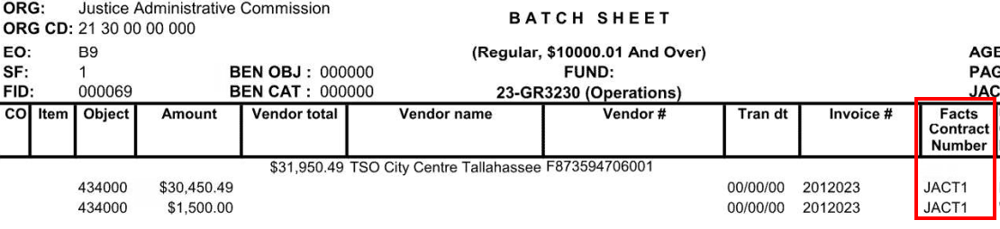 ORG: Justice Administrative Commission
BATCH SHEET
ORG CD: 21 30 00 00 000
EO: B9 (Regular, $10000.01 And Over) AGE
SF: 1 BEN OBJ : 000000 FUND: PAG
FID: 000069 BEN CAT : 000000 23-GR3230 (Operations) JAC
CO Item Object Amount Vendor total Vendor name Vendor # Tran dt Invoice # Facts Contract Number
$31,950.49 TSO City Centre Tallahassee F873594706001
434000 $30,450.49 00/00/00 2012023 JACT1
434000 $1,500.00 00/00/00 2012023 JACT1